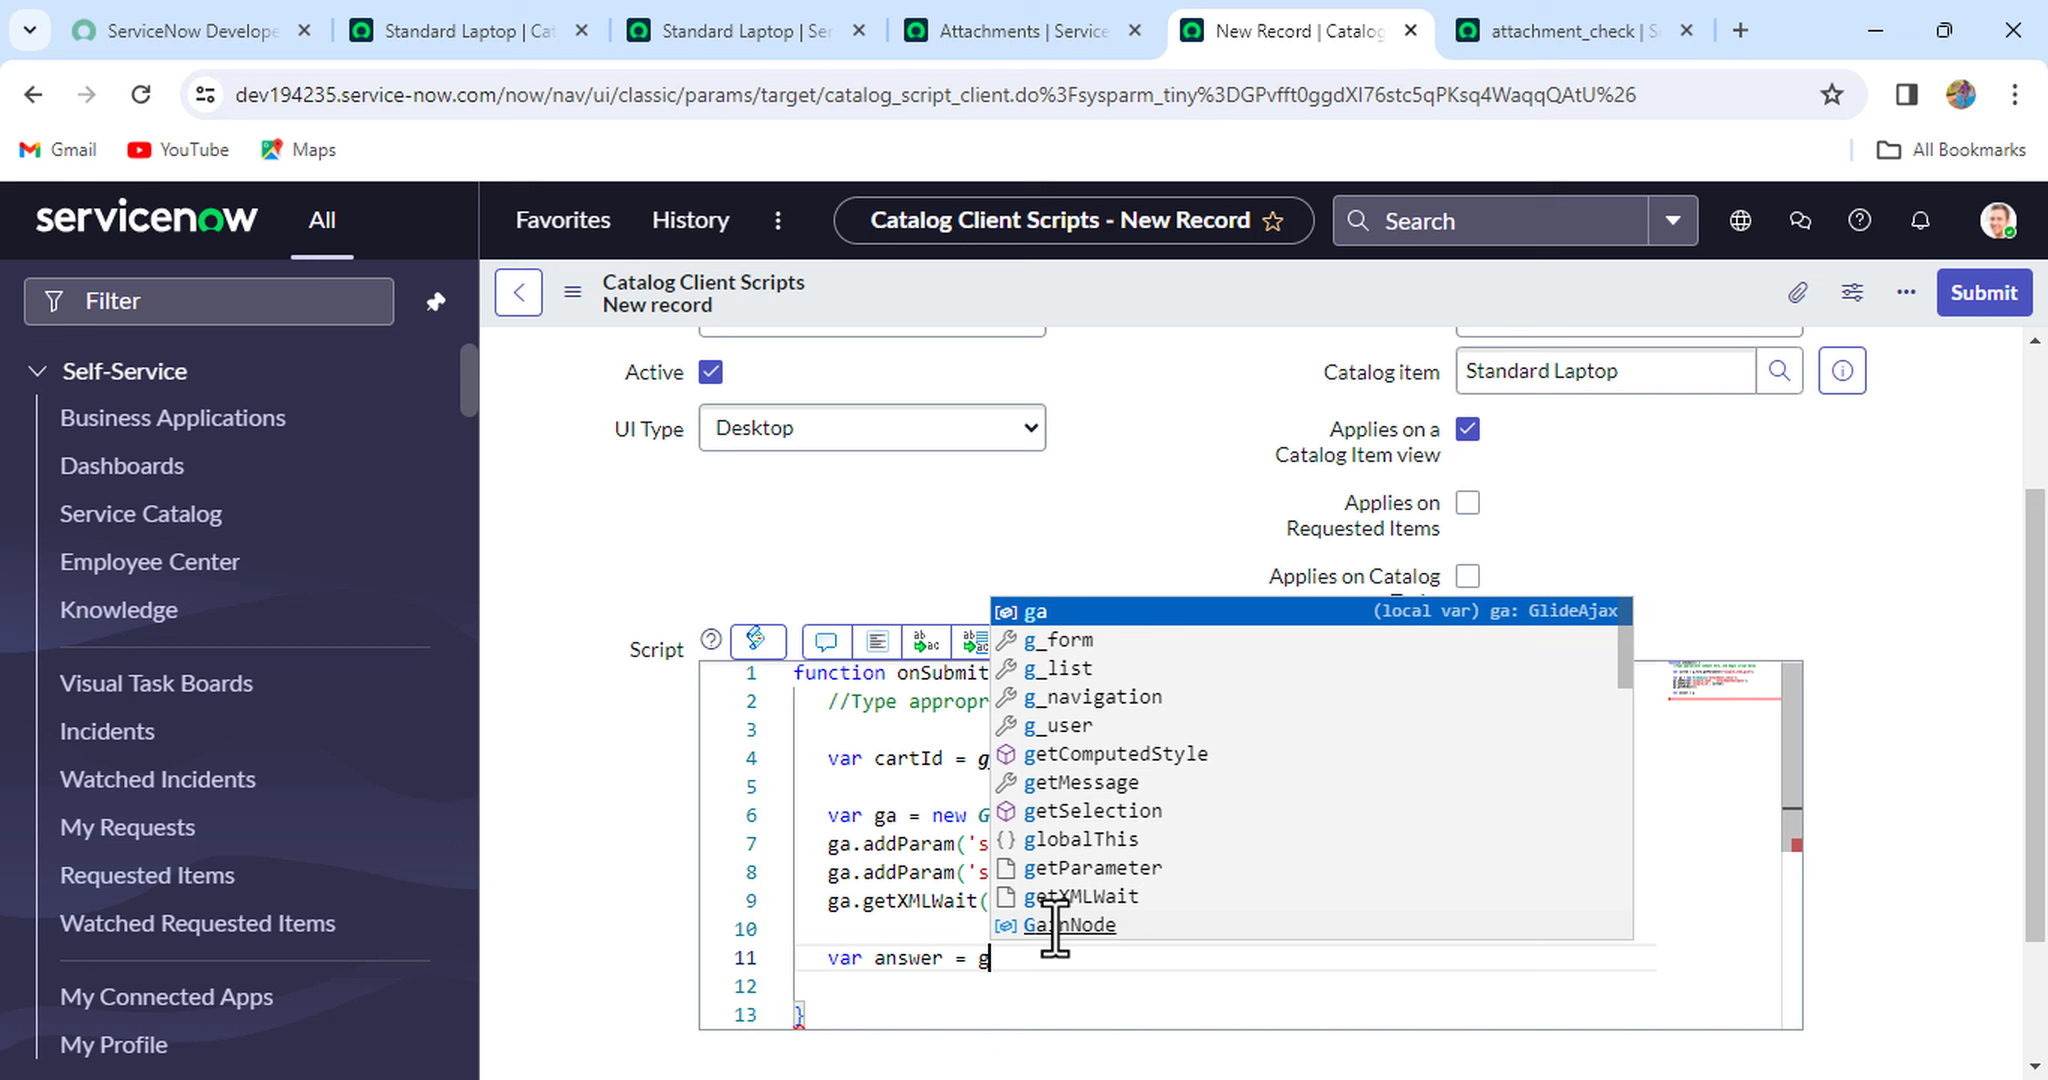 ServiceNow Develope
Standard Laptop | Cat
Standard Laptop | Ser
Attachments | Service
New Record | Catalog
attachment_check | S
dev194235.service-now.com/now/nav/ui/classic/params/target/catalog_script_client.do%3Fsysparm_tiny%3DGPvfft0ggdXI76stc5qPKsq4WaqqQAtU%26
Gmail
YouTube
Maps
All Bookmarks
servicenow
All
Favorites
History
Catalog Client Scripts - New Record
Search
Filter
Catalog Client Scripts
New record
Submit
Self-Service
Business Applications
Dashboards
Service Catalog
Employee Center
Knowledge
Visual Task Boards
Incidents
Watched Incidents
My Requests
Requested Items
Watched Requested Items
My Connected Apps
My Profile
Active
UI Type
Desktop
Catalog item
Standard Laptop
Applies on a
Catalog Item view
Applies on
Requested Items
Applies on Catalog
Script
1 function onSubmit
2 //Type appropr
3
4 var cartId = g
5
6 var ga = new G
7 ga.addParam('s
8 ga.addParam('s
9 ga.getXMLWait(
10
11 var answer = g
12
13 }
ga (local var) ga: GlideAjax
g_form
g_list
g_navigation
g_user
getComputedStyle
getMessage
getSelection
globalThis
getParameter
getXMLWait
GainNode